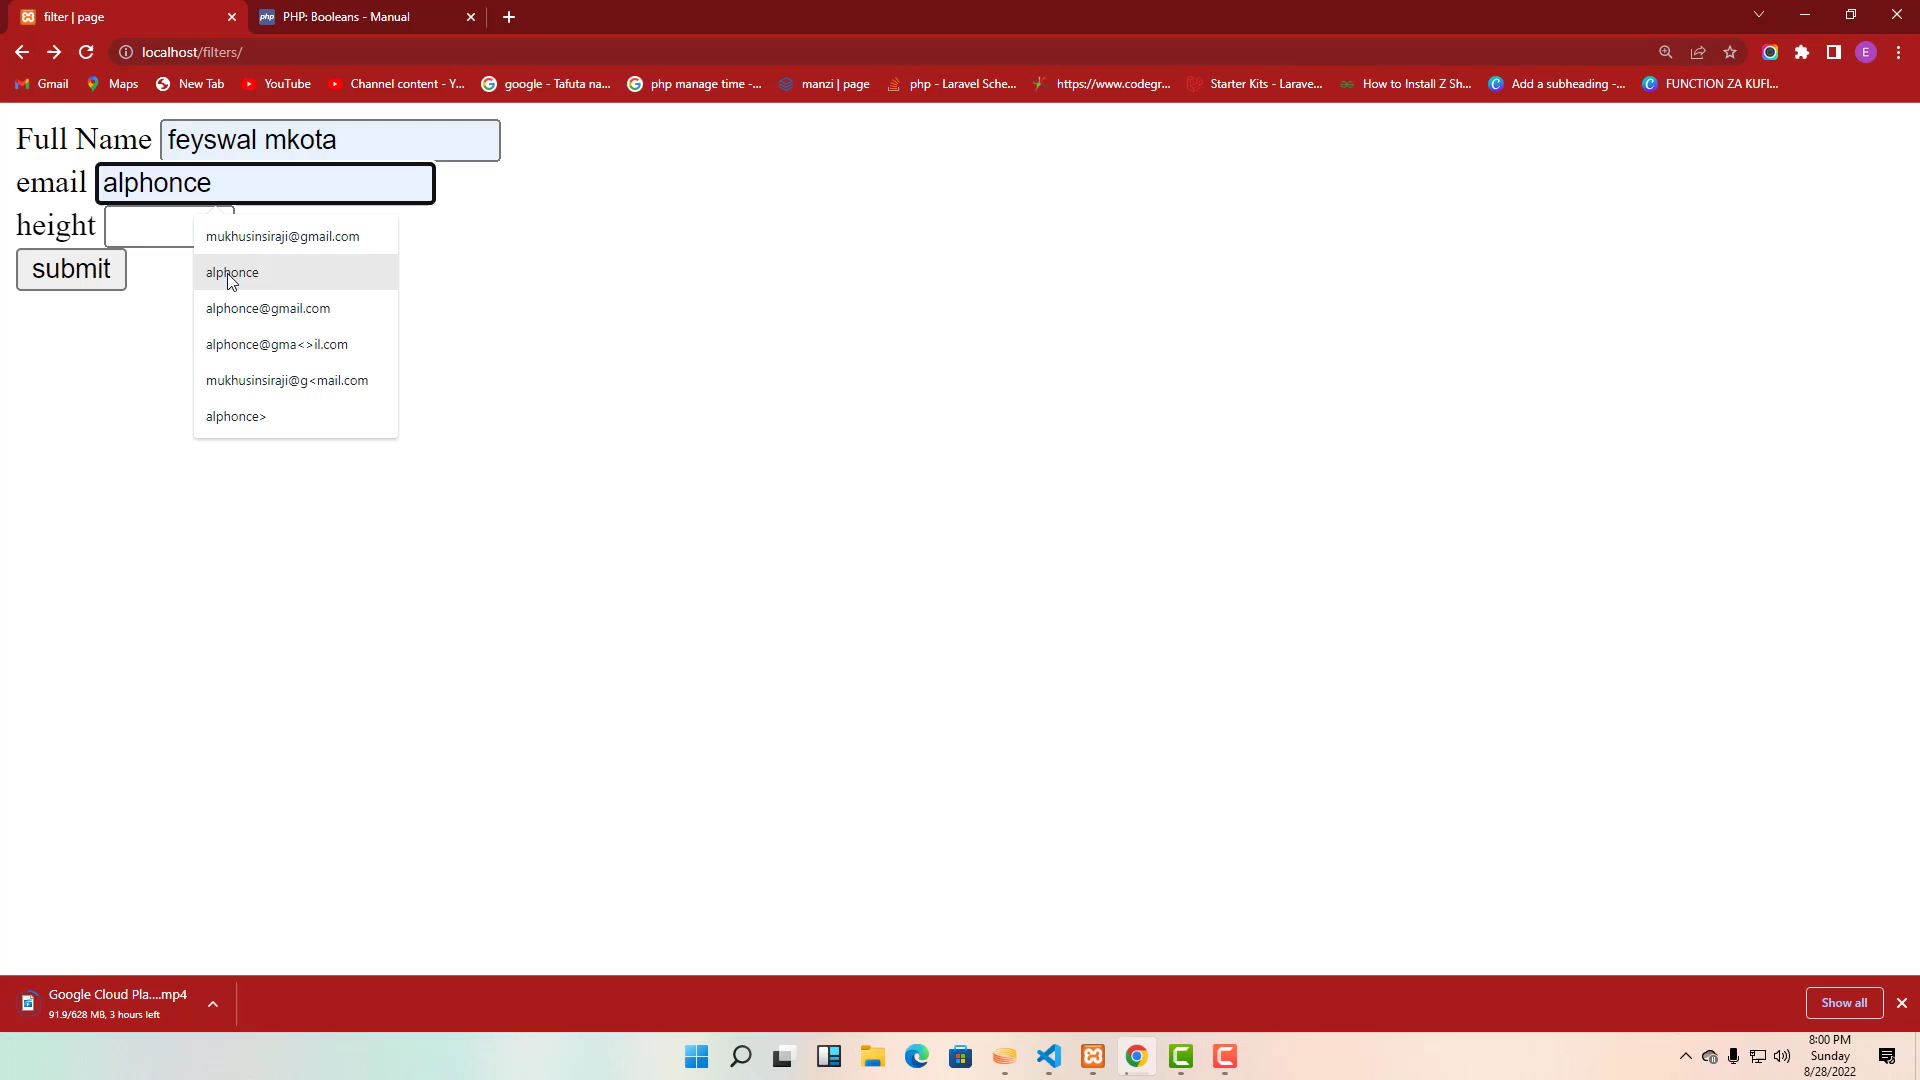 filter | page
php PHP: Booleans - Manual
localhost/filters/
E
Gmail
Maps
New Tab
YouTube
Channel content - Y...
google - Tafuta na...
php manage time -...
manzi | page
php - Laravel Sche...
https://www.codegr...
Starter Kits - Larave...
How to Install Z Sh...
Add a subheading -...
FUNCTION ZA KUFI...
Full Name feyswal mkota
email alphonce
height
submit
mukhusinsiraji@gmail.com
alphonce
alphonce@gmail.com
alphonce@gma<>il.com
mukhusinsiraji@g<mail.com
alphonce>
Google Cloud Pla....mp4
91.9/628 MB, 3 hours left
Show all
8:00 PM
Sunday
8/28/2022